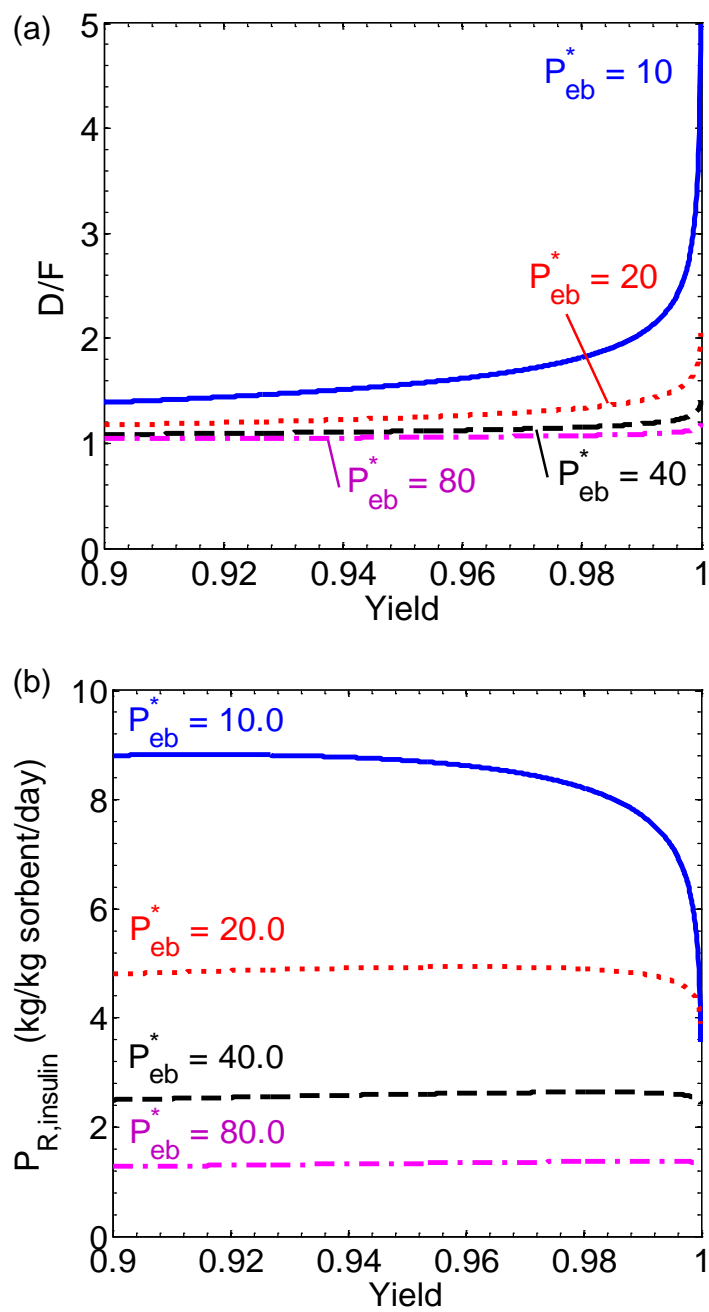 (a)
5
4
3
2
1
0
D/F
P*eb = 10
P*eb = 20
P*eb = 40
P*eb = 80
0.9 0.92 0.94 0.96 0.98 1
Yield
(b)
10
8
6
4
2
0
PR,insulin (kg/kg sorbent/day)
P*eb = 10.0
P*eb = 20.0
P*eb = 40.0
P*eb = 80.0
0.9 0.92 0.94 0.96 0.98 1
Yield